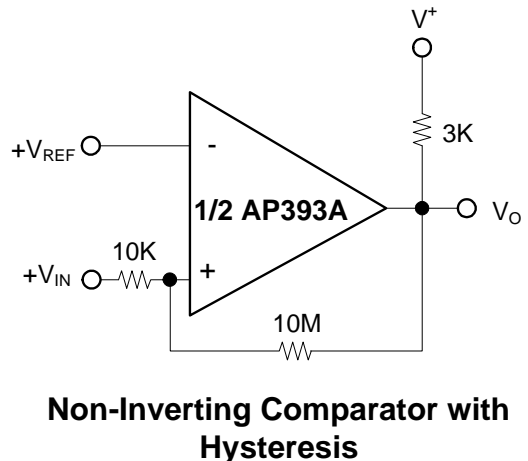 V+
3K
+VREF
-
1/2 AP393A
VO
10K
+VIN
+
10M
Non-Inverting Comparator with
Hysteresis